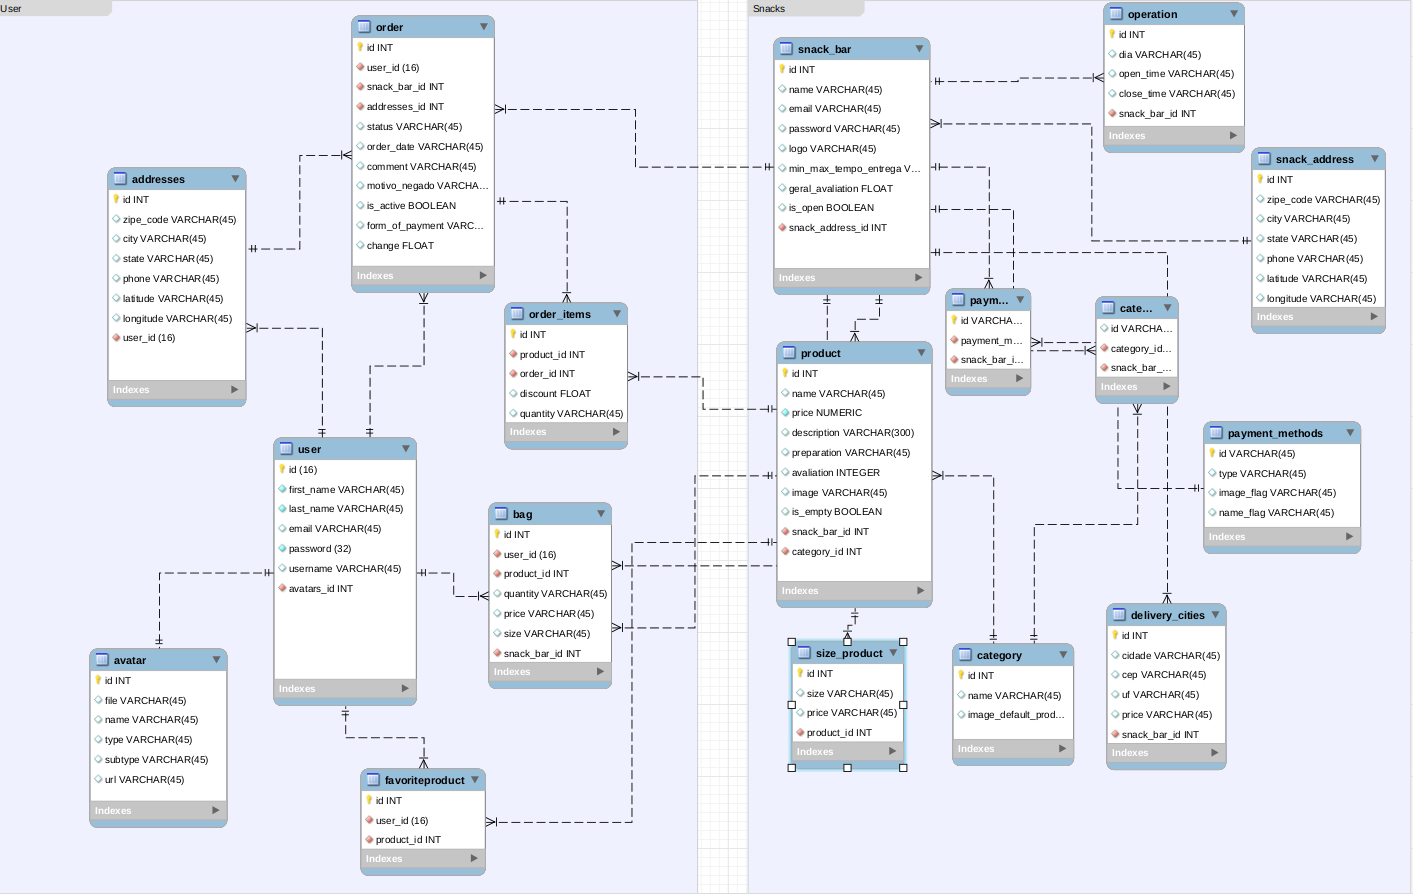 User
order
id INT
user_id (16)
snack_bar_id INT
addresses_id INT
status VARCHAR(45)
order_date VARCHAR(45)
comment VARCHAR(45)
motivo_negado VARCHA...
is_active BOOLEAN
form_of_payment VARC...
change FLOAT
Indexes
addresses
id INT
zipe_code VARCHAR(45)
city VARCHAR(45)
state VARCHAR(45)
phone VARCHAR(45)
latitude VARCHAR(45)
longitude VARCHAR(45)
user_id (16)
Indexes
order_items
id INT
product_id INT
order_id INT
discount FLOAT
quantity VARCHAR(45)
Indexes
user
id (16)
first_name VARCHAR(45)
last_name VARCHAR(45)
email VARCHAR(45)
password (32)
username VARCHAR(45)
avatars_id INT
Indexes
bag
id INT
user_id (16)
product_id INT
quantity VARCHAR(45)
price VARCHAR(45)
size VARCHAR(45)
snack_bar_id INT
Indexes
avatar
id INT
file VARCHAR(45)
name VARCHAR(45)
type VARCHAR(45)
subtype VARCHAR(45)
url VARCHAR(45)
Indexes
favoriteproduct
id INT
user_id (16)
product_id INT
Indexes
Snacks
snack_bar
id INT
name VARCHAR(45)
email VARCHAR(45)
password VARCHAR(45)
logo VARCHAR(45)
min_max_tempo_entrega V...
geral_avaliation FLOAT
is_open BOOLEAN
snack_address_id INT
Indexes
operation
id INT
dia VARCHAR(45)
open_time VARCHAR(45)
close_time VARCHAR(45)
snack_bar_id INT
Indexes
snack_address
id INT
zipe_code VARCHAR(45)
city VARCHAR(45)
state VARCHAR(45)
phone VARCHAR(45)
latitude VARCHAR(45)
longitude VARCHAR(45)
Indexes
paym...
id VARCHA...
payment_m...
snack_bar_i...
Indexes
cate...
id VARCHA...
category_id...
snack_bar_...
Indexes
product
id INT
name VARCHAR(45)
price NUMERIC
description VARCHAR(300)
preparation VARCHAR(45)
avaliation INTEGER
image VARCHAR(45)
is_empty BOOLEAN
snack_bar_id INT
category_id INT
Indexes
payment_methods
id VARCHAR(45)
type VARCHAR(45)
image_flag VARCHAR(45)
name_flag VARCHAR(45)
Indexes
size_product
id INT
size VARCHAR(45)
price VARCHAR(45)
product_id INT
Indexes
category
id INT
name VARCHAR(45)
image_default_prod...
Indexes
delivery_cities
id INT
cidade VARCHAR(45)
cep VARCHAR(45)
uf VARCHAR(45)
price VARCHAR(45)
snack_bar_id INT
Indexes